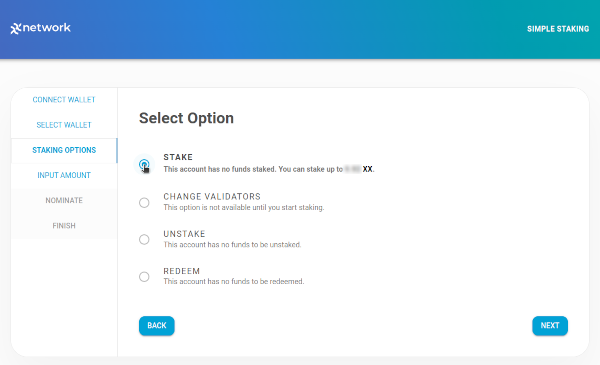 network
SIMPLE STAKING
CONNECT WALLET
SELECT WALLET
STAKING OPTIONS
INPUT AMOUNT
NOMINATE
FINISH
Select Option
STAKE
This account has no funds staked. You can stake up to XX.
CHANGE VALIDATORS
This option is not available until you start staking.
UNSTAKE
This account has no funds to be unstaked.
REDEEM
This account has no funds to be redeemed.
BACK
NEXT